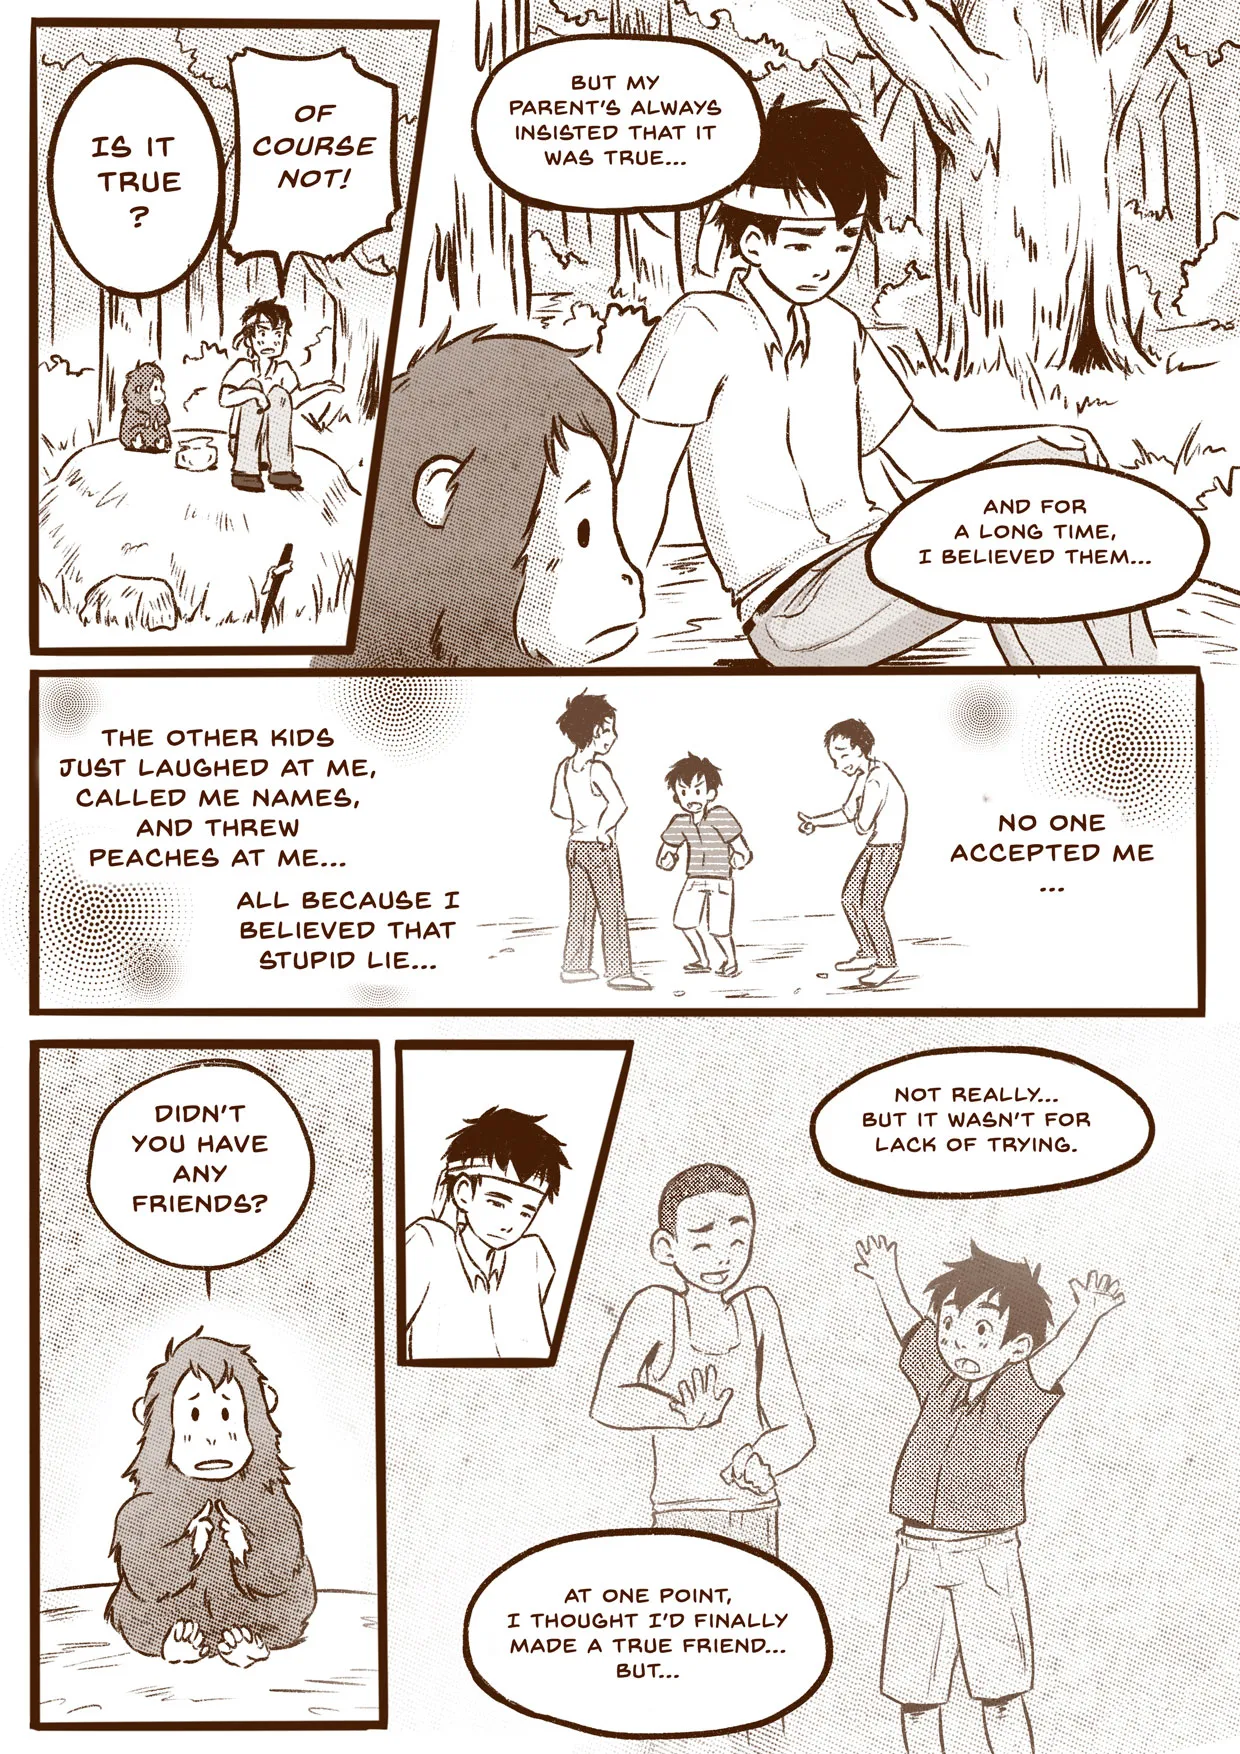 IS IT
TRUE
?
OF
COURSE
NOT!
BUT MY
PARENT'S ALWAYS
INSISTED THAT IT
WAS TRUE...
AND FOR
A LONG TIME,
I BELIEVED THEM...
THE OTHER KIDS
JUST LAUGHED AT ME,
CALLED ME NAMES,
AND THREW
PEACHES AT ME...
ALL BECAUSE I
BELIEVED THAT
STUPID LIE...
NO ONE
ACCEPTED ME
...
DIDN'T
YOU HAVE
ANY
FRIENDS?
NOT REALLY...
BUT IT WASN'T FOR
LACK OF TRYING.
AT ONE POINT,
I THOUGHT I'D FINALLY
MADE A TRUE FRIEND...
BUT...